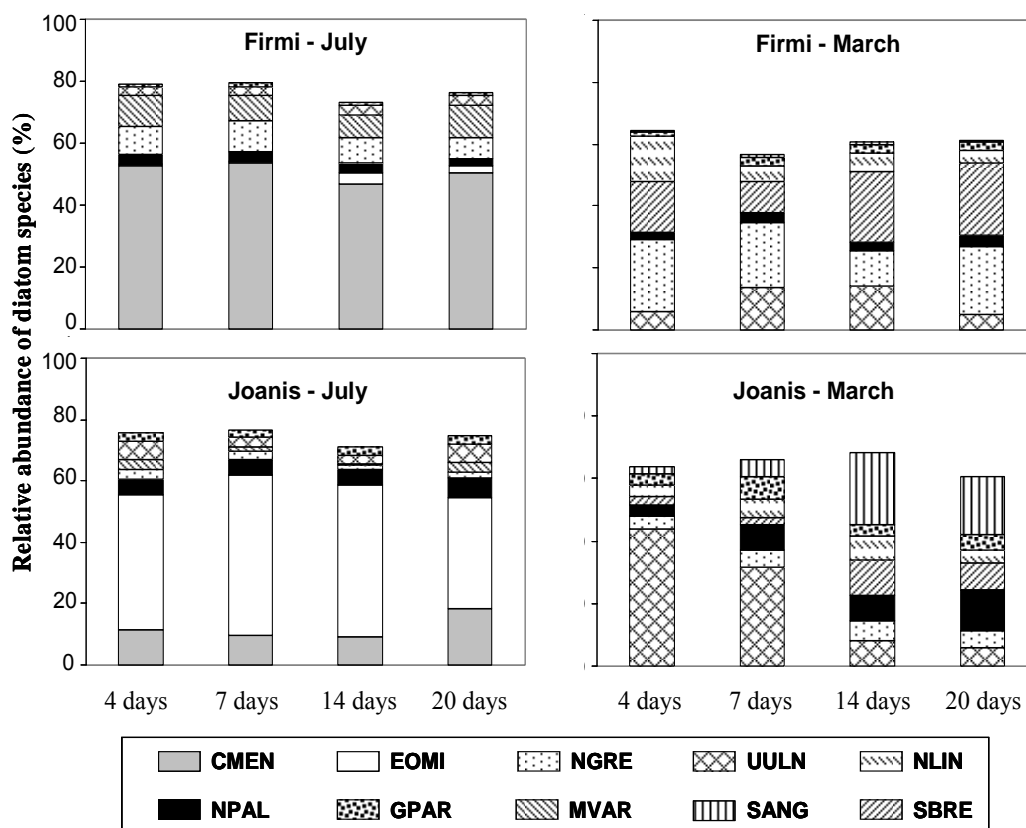 Relative abundance of diatom species (%)
Firmi - July
100
80
60
40
20
0
Firmi - March
Joanis - July
100
80
60
40
20
0
4 days 7 days 14 days 20 days
Joanis - March
4 days 7 days 14 days 20 days
CMEN EOMI NGRE UULN NLIN
NPAL GPAR MVAR SANG SBRE